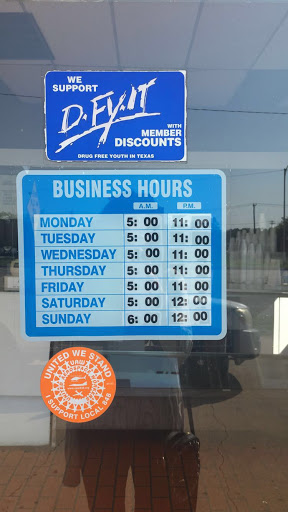 WE
SUPPORT
D.FY.IT
WITH
MEMBER
DISCOUNTS
DRUG FREE YOUTH IN TEXAS
BUSINESS HOURS
A.M. P.M.
MONDAY 5: 00 11: 00
TUESDAY 5: 00 11: 00
WEDNESDAY 5: 00 11: 00
THURSDAY 5: 00 11: 00
FRIDAY 5: 00 11: 00
SATURDAY 5: 00 12: 00
SUNDAY 6: 00 12: 00
UNITED WE STAND
UAW
I SUPPORT LOCAL 848